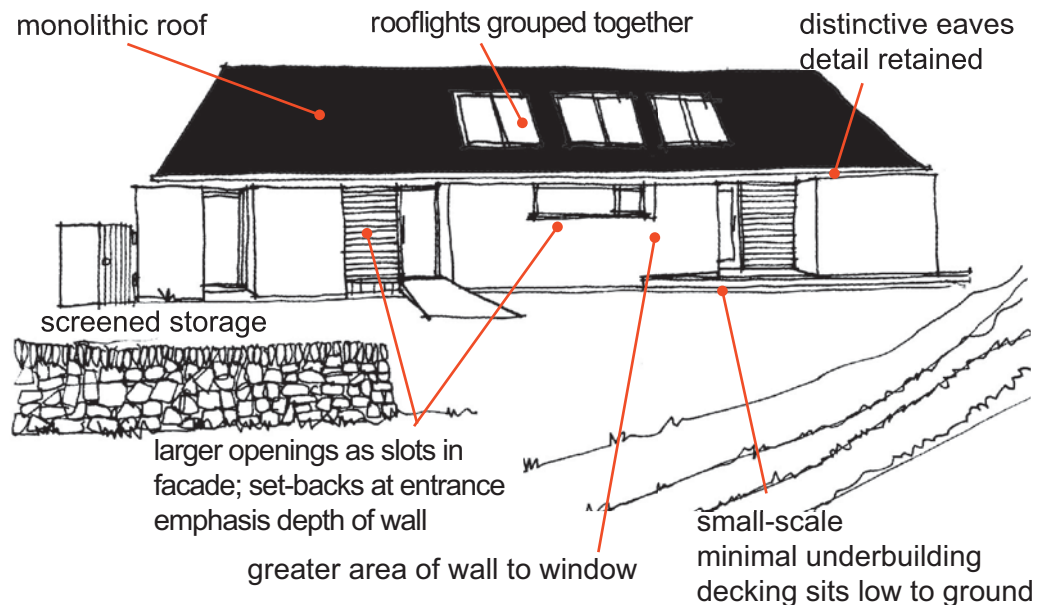 monolithic roof
rooflights grouped together
distinctive eaves
detail retained
screened storage
larger openings as slots in
facade; set-backs at entrance
emphasis depth of wall
greater area of wall to window
small-scale
minimal underbuilding
decking sits low to ground